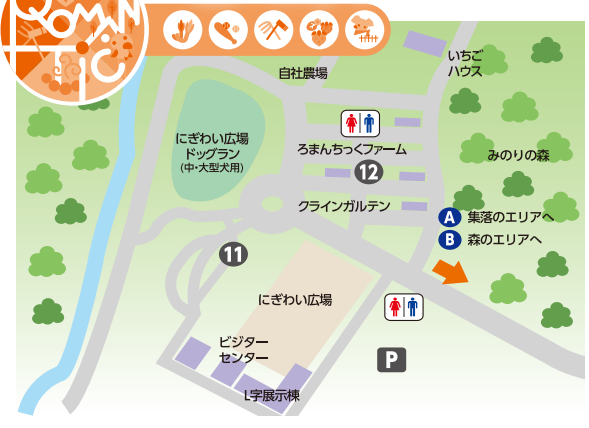 ROMAN
TIC
いちご
ハウス
自社農場
にぎわい広場
ドッグラン
(中・大型犬用)
ろまんちっくファーム
12
みのりの森
クラインガルテン
A 集落のエリアへ
B 森のエリアへ
11
にぎわい広場
ビジター
センター
P
L字展示棟